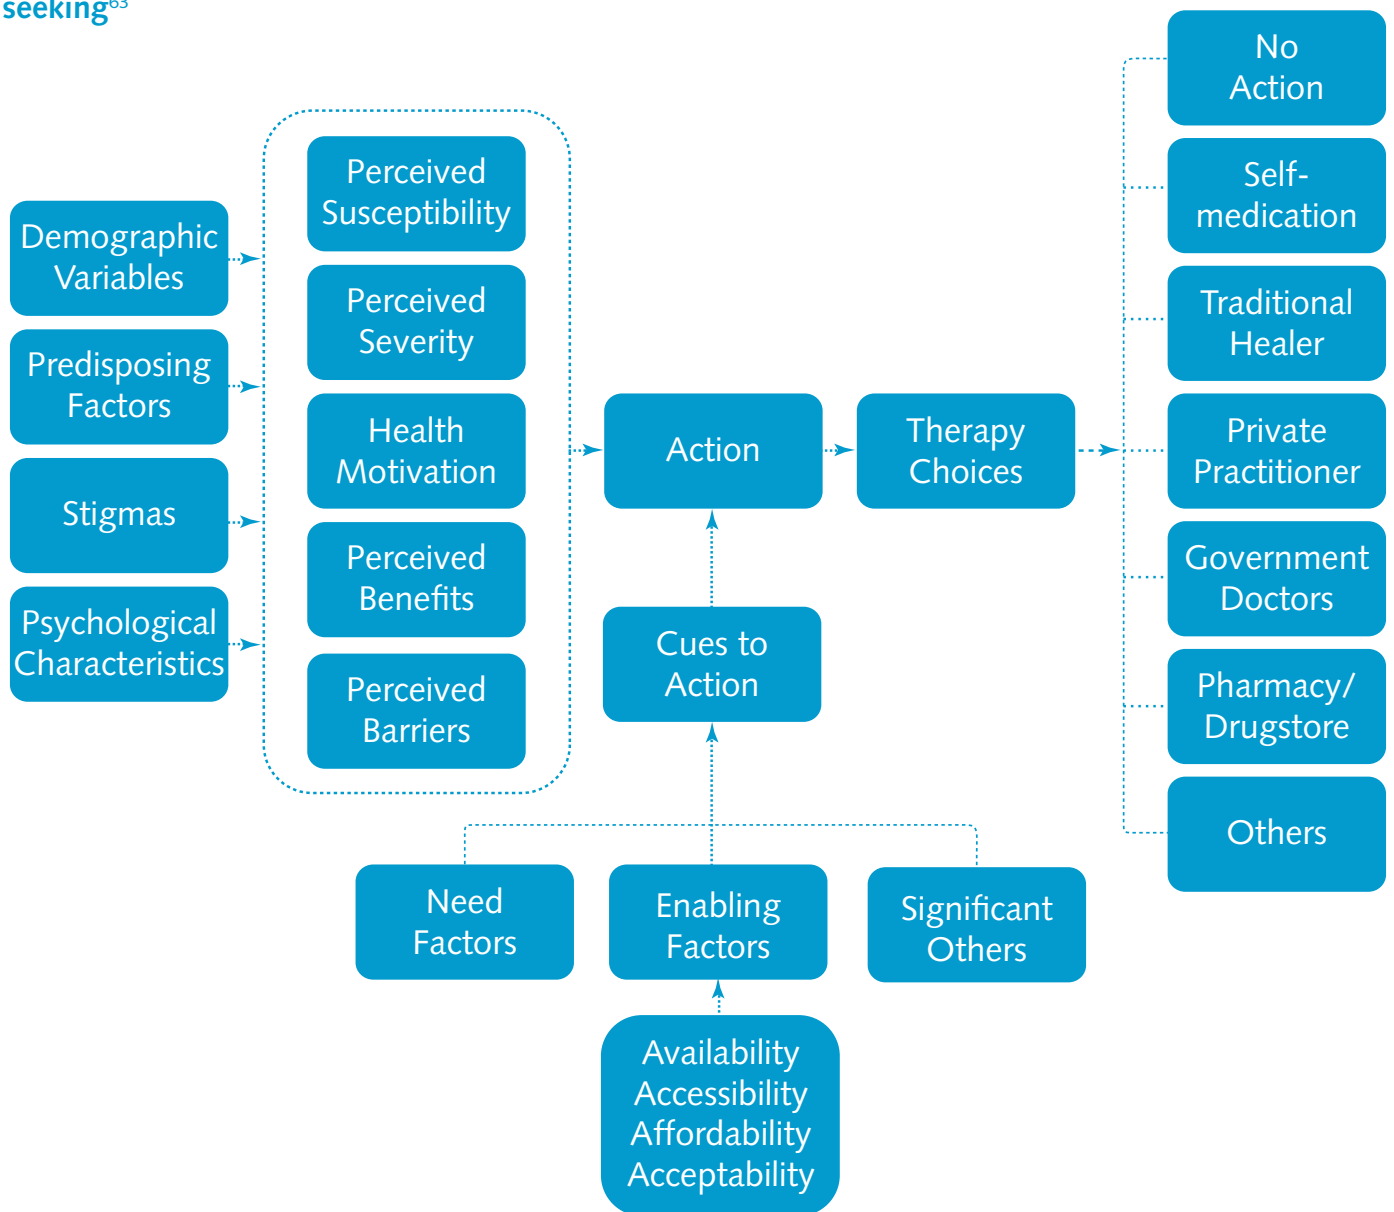 seeking63
Demographic
Variables
Predisposing
Factors
Stigmas
Psychological
Characteristics
Perceived
Susceptibility
Perceived
Severity
Health
Motivation
Perceived
Benefits
Perceived
Barriers
Action
Therapy
Choices
Cues to
Action
Need
Factors
Enabling
Factors
Significant
Others
Availability
Accessibility
Affordability
Acceptability
No
Action
Self-
medication
Traditional
Healer
Private
Practitioner
Government
Doctors
Pharmacy/
Drugstore
Others